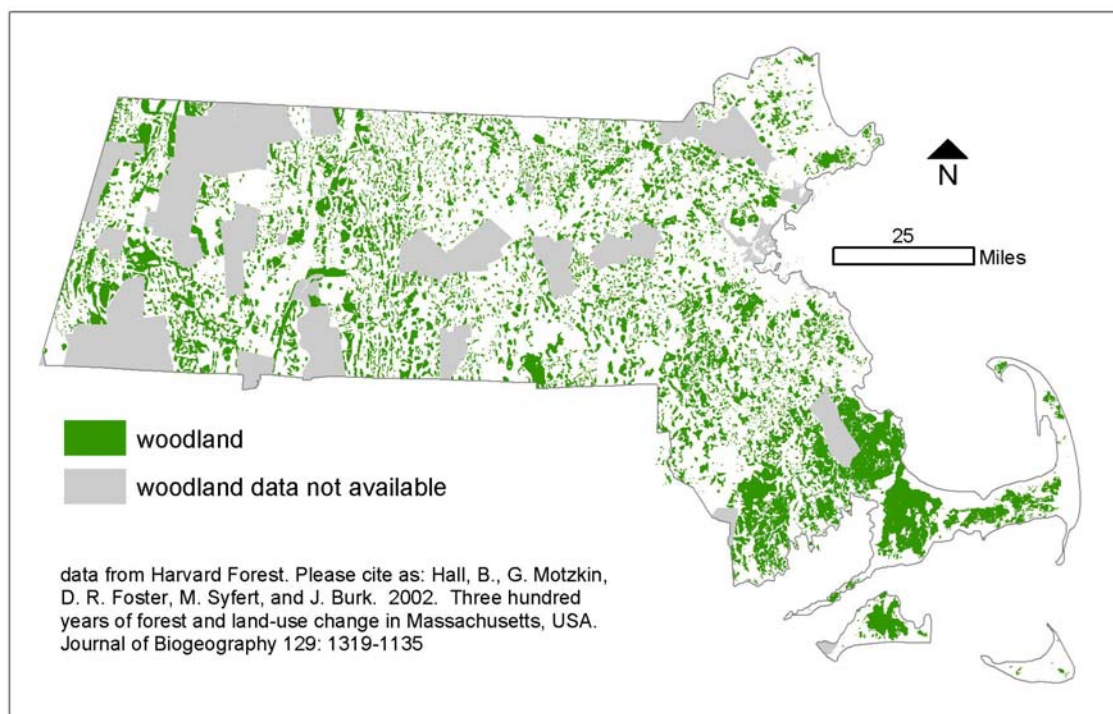 N
25
Miles
woodland
woodland data not available
data from Harvard Forest. Please cite as: Hall, B., G. Motzkin,
D. R. Foster, M. Syfert, and J. Burk. 2002. Three hundred
years of forest and land-use change in Massachusetts, USA.
Journal of Biogeography 129: 1319-1135